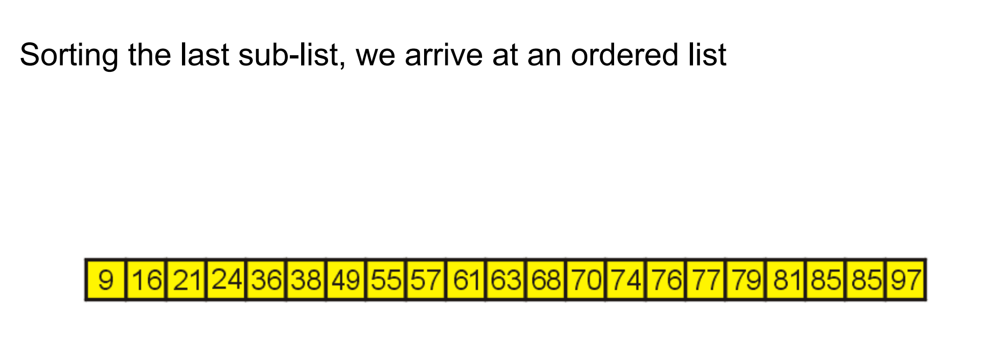 Sorting the last sub-list, we arrive at an ordered list
9 16 21 24 36 38 49 55 57 61 63 68 70 74 76 77 79 81 85 85 97